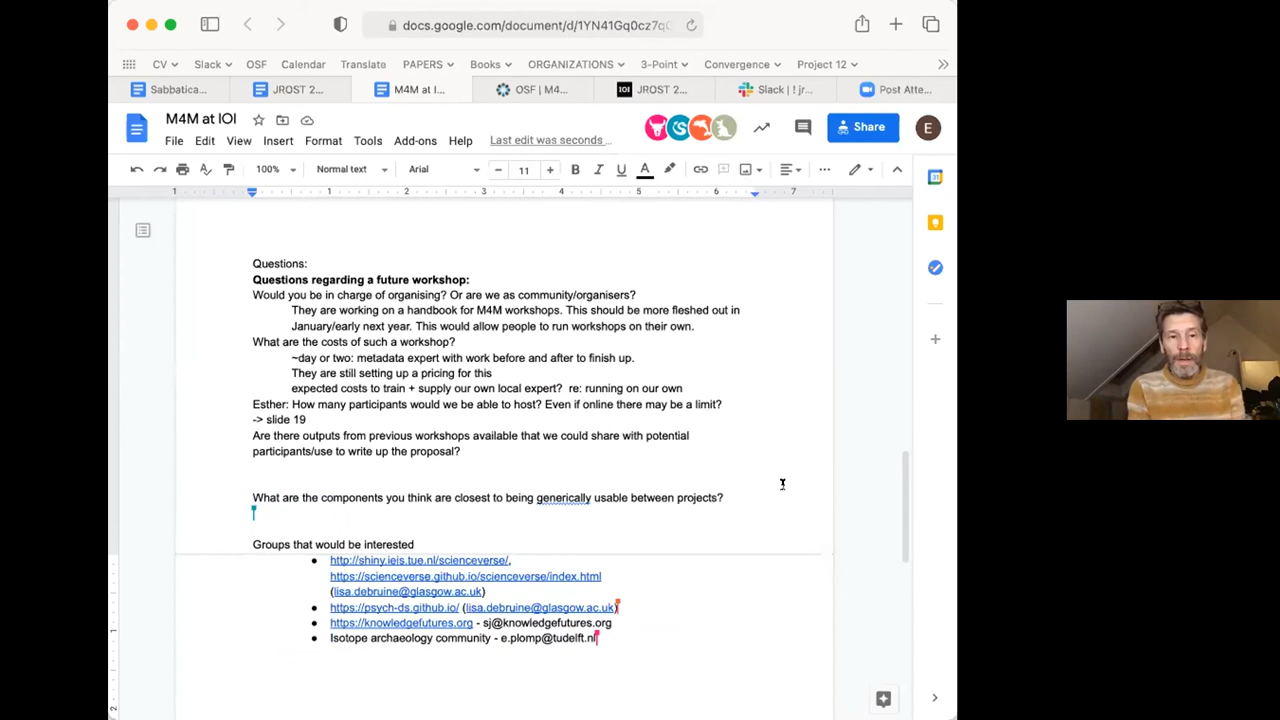 docs.google.com/document/d/1YN41Gq0cz7q
CV Slack OSF Calendar Translate PAPERS Books ORGANIZATIONS 3-Point Convergence Project 12
Sabbatica... JROST 2... M4M at I... OSF | M4... IOI JROST 2... Slack | ! jr... Post Atte...
M4M at IOI
Share E
File Edit View Insert Format Tools Add-ons Help Last edit was seconds ...
100% Normal text Arial 11 B I U A
1 1 2 3 4 5 6 7
Questions:
Questions regarding a future workshop:
Would you be in charge of organising? Or are we as community/organisers?
They are working on a handbook for M4M workshops. This should be more fleshed out in
January/early next year. This would allow people to run workshops on their own.
What are the costs of such a workshop?
~day or two: metadata expert with work before and after to finish up.
They are still setting up a pricing for this
expected costs to train + supply our own local expert? re: running on our own
Esther: How many participants would we be able to host? Even if online there may be a limit?
-> slide 19
Are there outputs from previous workshops available that we could share with potential
participants/use to write up the proposal?
What are the components you think are closest to being generically usable between projects?
Groups that would be interested
● http://shiny.ieis.tue.nl/scienceverse/,
https://scienceverse.github.io/scienceverse/index.html
(lisa.debruine@glasgow.ac.uk)
● https://psych-ds.github.io/ (lisa.debruine@glasgow.ac.uk)
● https://knowledgefutures.org - sj@knowledgefutures.org
● Isotope archaeology community - e.plomp@tudelft.nl